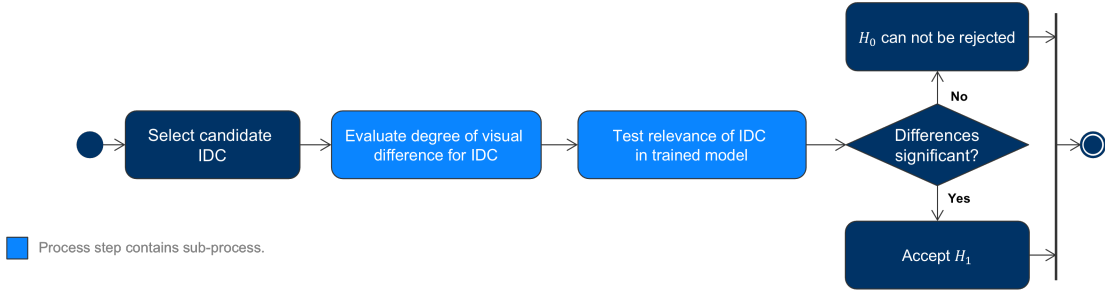 Select candidate
IDC
Evaluate degree of visual
difference for IDC
Test relevance of IDC
in trained model
Differences
significant?
No
H₀ can not be rejected
Yes
Accept H₁
Process step contains sub-process.